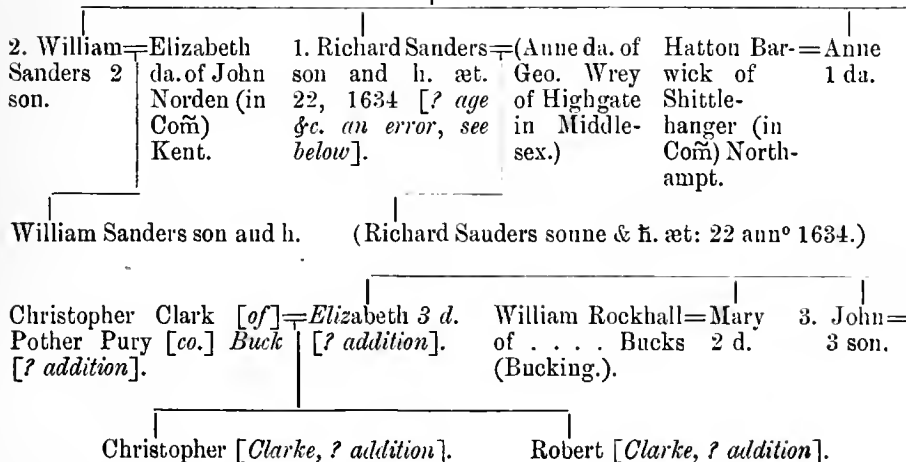 2. William=Elizabeth
Sanders 2 da. of John
son. Norden (in
Com̃)
Kent.
1. Richard Sanders=(Anne da. of
son and h. æt. Geo. Wrey
22, 1634 [? age of Highgate
&c. an error, see in Middle-
below]. sex.)
Hatton Bar-=Anne
wick of 1 da.
Shittle-
hanger (in
Com̃) North-
ampt.
William Sanders son and h. (Richard Sanders sonne & h̃. æt: 22 annº 1634.)
Christopher Clark [of]=Elizabeth 3 d.
Pother Pury [co.] Buck [? addition].
[? addition].
William Rockhall=Mary 3. John=
of . . . . Bucks 2 d. 3 son.
(Bucking.).
Christopher [Clarke, ? addition]. Robert [Clarke, ? addition].